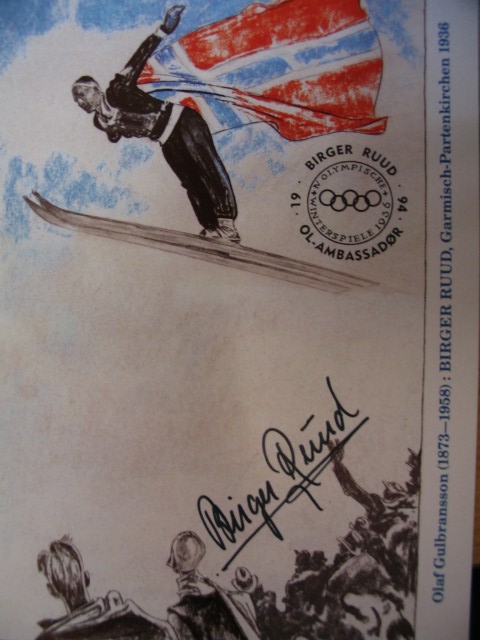 BIRGER RUUD
19 94
OL-AMBASSADØR
IV OLYMPISCHE
WINTERSPIELE 1936
Birger Ruud
Olaf Gulbransson (1873—1958) : BIRGER RUUD, Garmisch-Partenkirchen 1936